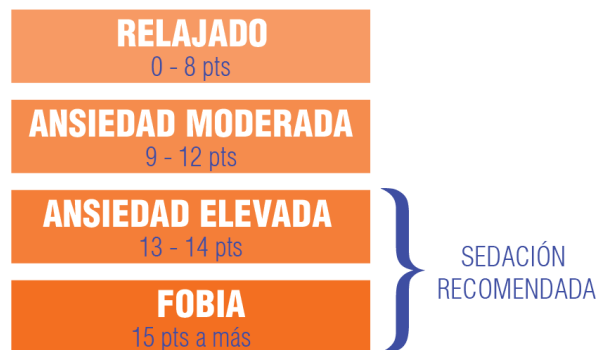 RELAJADO
0 - 8 pts
ANSIEDAD MODERADA
9 - 12 pts
ANSIEDAD ELEVADA
13 - 14 pts
FOBIA
15 pts a más
SEDACIÓN
RECOMENDADA